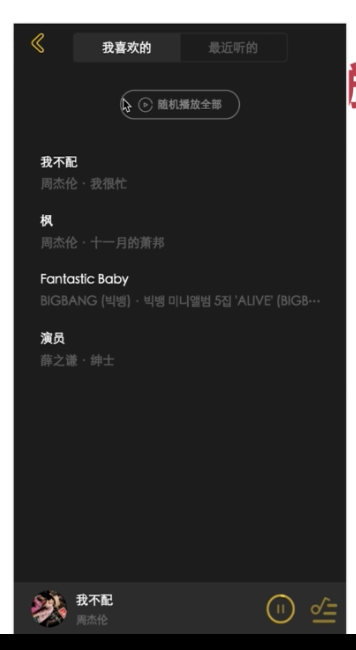 我喜欢的
最近听的
随机播放全部
我不配
周杰伦 · 我很忙
枫
周杰伦 · 十一月的萧邦
Fantastic Baby
BIGBANG (빅뱅) · 빅뱅 미니앨범 5집 'ALIVE' (BIGB···
演员
薛之谦 · 绅士
我不配
周杰伦